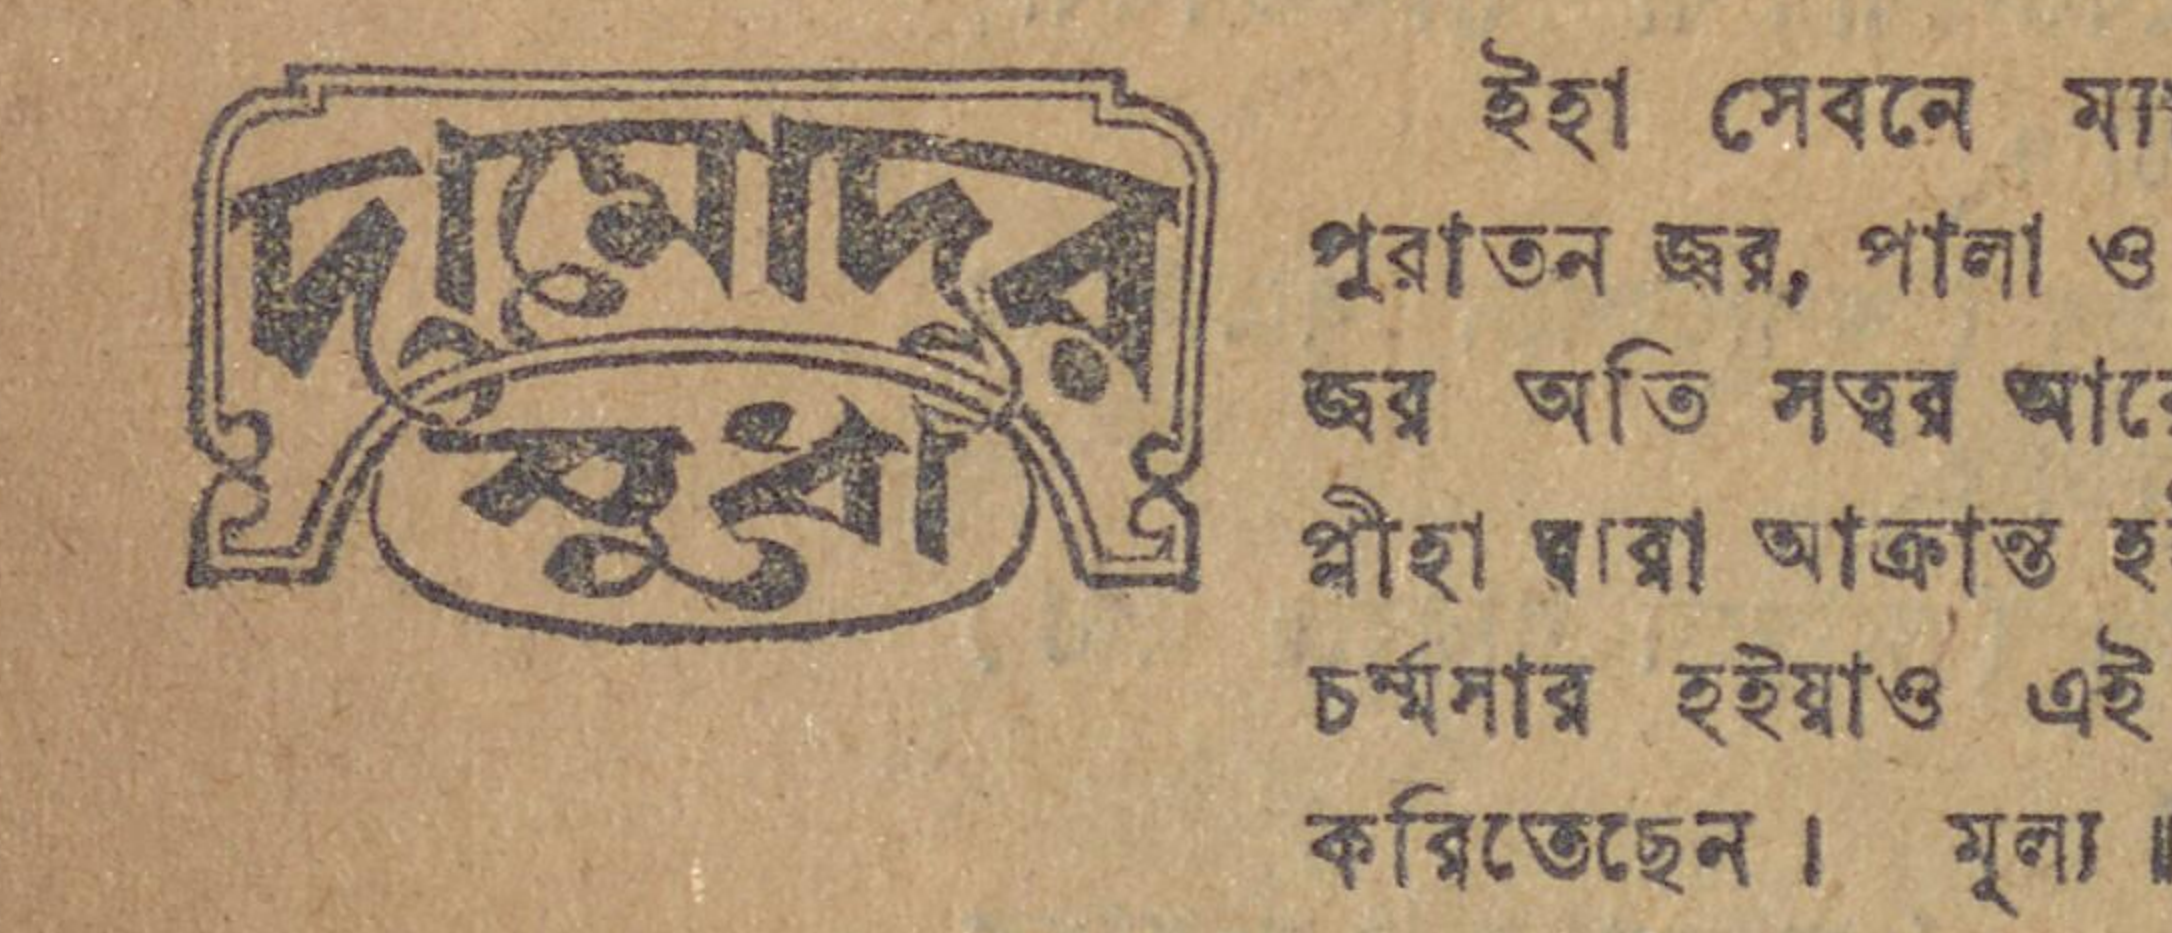 দামোদর
সুধা
ইহা সেবনে
পুরাতন জ্বর, পালা ও
জ্বর অতি সত্বর
প্লীহা দ্বারা আক্রান্ত
চর্ম্মসার হইয়াও এই
করিতেছেন। মূল্য ॥